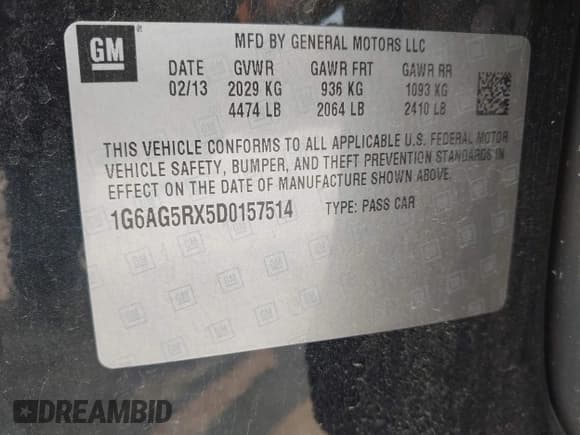 GM
MFD BY GENERAL MOTORS LLC
DATE GVWR GAWR FRT GAWR RR
02/13 2029 KG 936 KG 1093 KG
4474 LB 2064 LB 2410 LB
THIS VEHICLE CONFORMS TO ALL APPLICABLE U.S. FEDERAL MOTOR
VEHICLE SAFETY, BUMPER, AND THEFT PREVENTION STANDARDS IN
EFFECT ON THE DATE OF MANUFACTURE SHOWN ABOVE.
1G6AG5RX5D0157514 TYPE: PASS CAR
DREAMBID